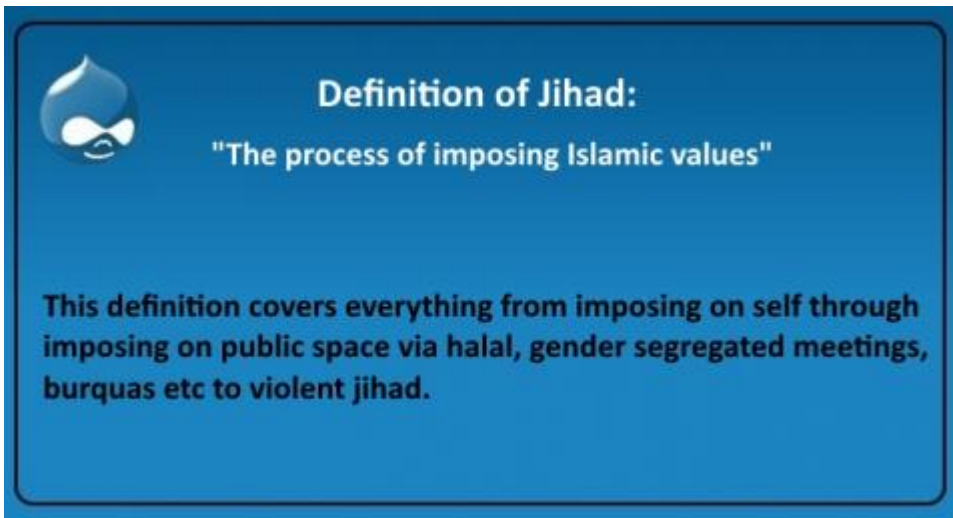 Definition of Jihad:
"The process of imposing Islamic values"
This definition covers everything from imposing on self through
imposing on public space via halal, gender segregated meetings,
burquas etc to violent jihad.